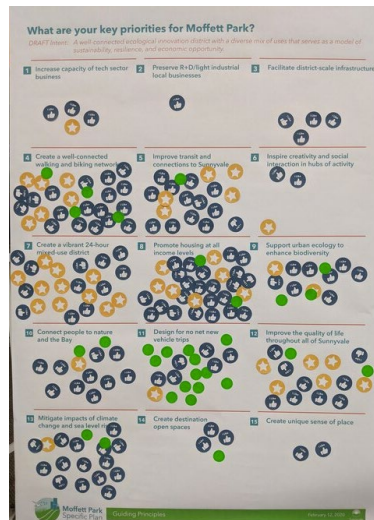 What are your key priorities for Moffett Park?
DRAFT Intent: A well-connected ecological innovation district with a diverse mix of uses that serves as a model of
sustainability, resilience, and economic opportunity.
1 Increase capacity of tech sector
business
2 Preserve R+D/light industrial
local businesses
3 Facilitate district-scale infrastructure
4 Create a well-connected
walking and biking network
5 Improve transit and
connections to Sunnyvale
6 Inspire creativity and social
interaction in hubs of activity
7 Create a vibrant 24-hour
mixed-use district
8 Promote housing at all
income levels
9 Support urban ecology to
enhance biodiversity
10 Connect people to nature
and the Bay
11 Design for no net new
vehicle trips
12 Improve the quality of life
throughout all of Sunnyvale
13 Mitigate impacts of climate
change and sea level
14 Create destination
open spaces
15 Create unique sense of place
Moffett Park
Specific Plan
Guiding Principles
February 12, 2020